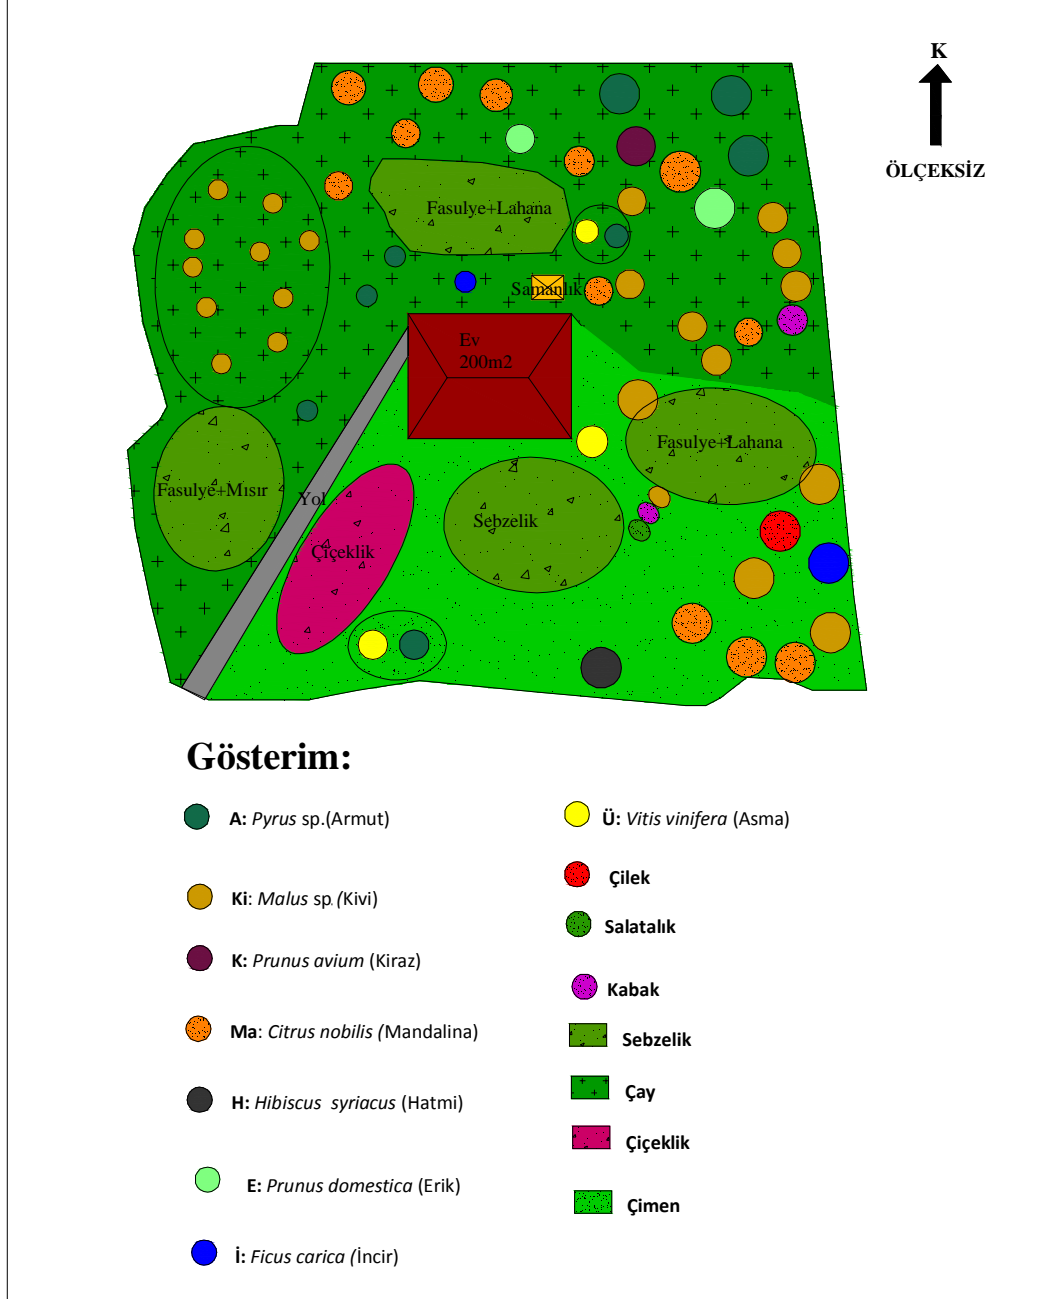 K
ÖLÇEKSİZ
Fasulye+Lahana
Samanlık
Ev
200m2
Fasulye+Lahana
Fasulye+Mısır
Yol
Sebzelik
Çiçeklik
Gösterim:
A: Pyrus sp.(Armut)
Ki: Malus sp. (Kivi)
K: Prunus avium (Kiraz)
Ma: Citrus nobilis (Mandalina)
H: Hibiscus syriacus (Hatmi)
E: Prunus domestica (Erik)
İ: Ficus carica (İncir)
Ü: Vitis vinifera (Asma)
Çilek
Salatalık
Kabak
Sebzelik
Çay
Çiçeklik
Çimen